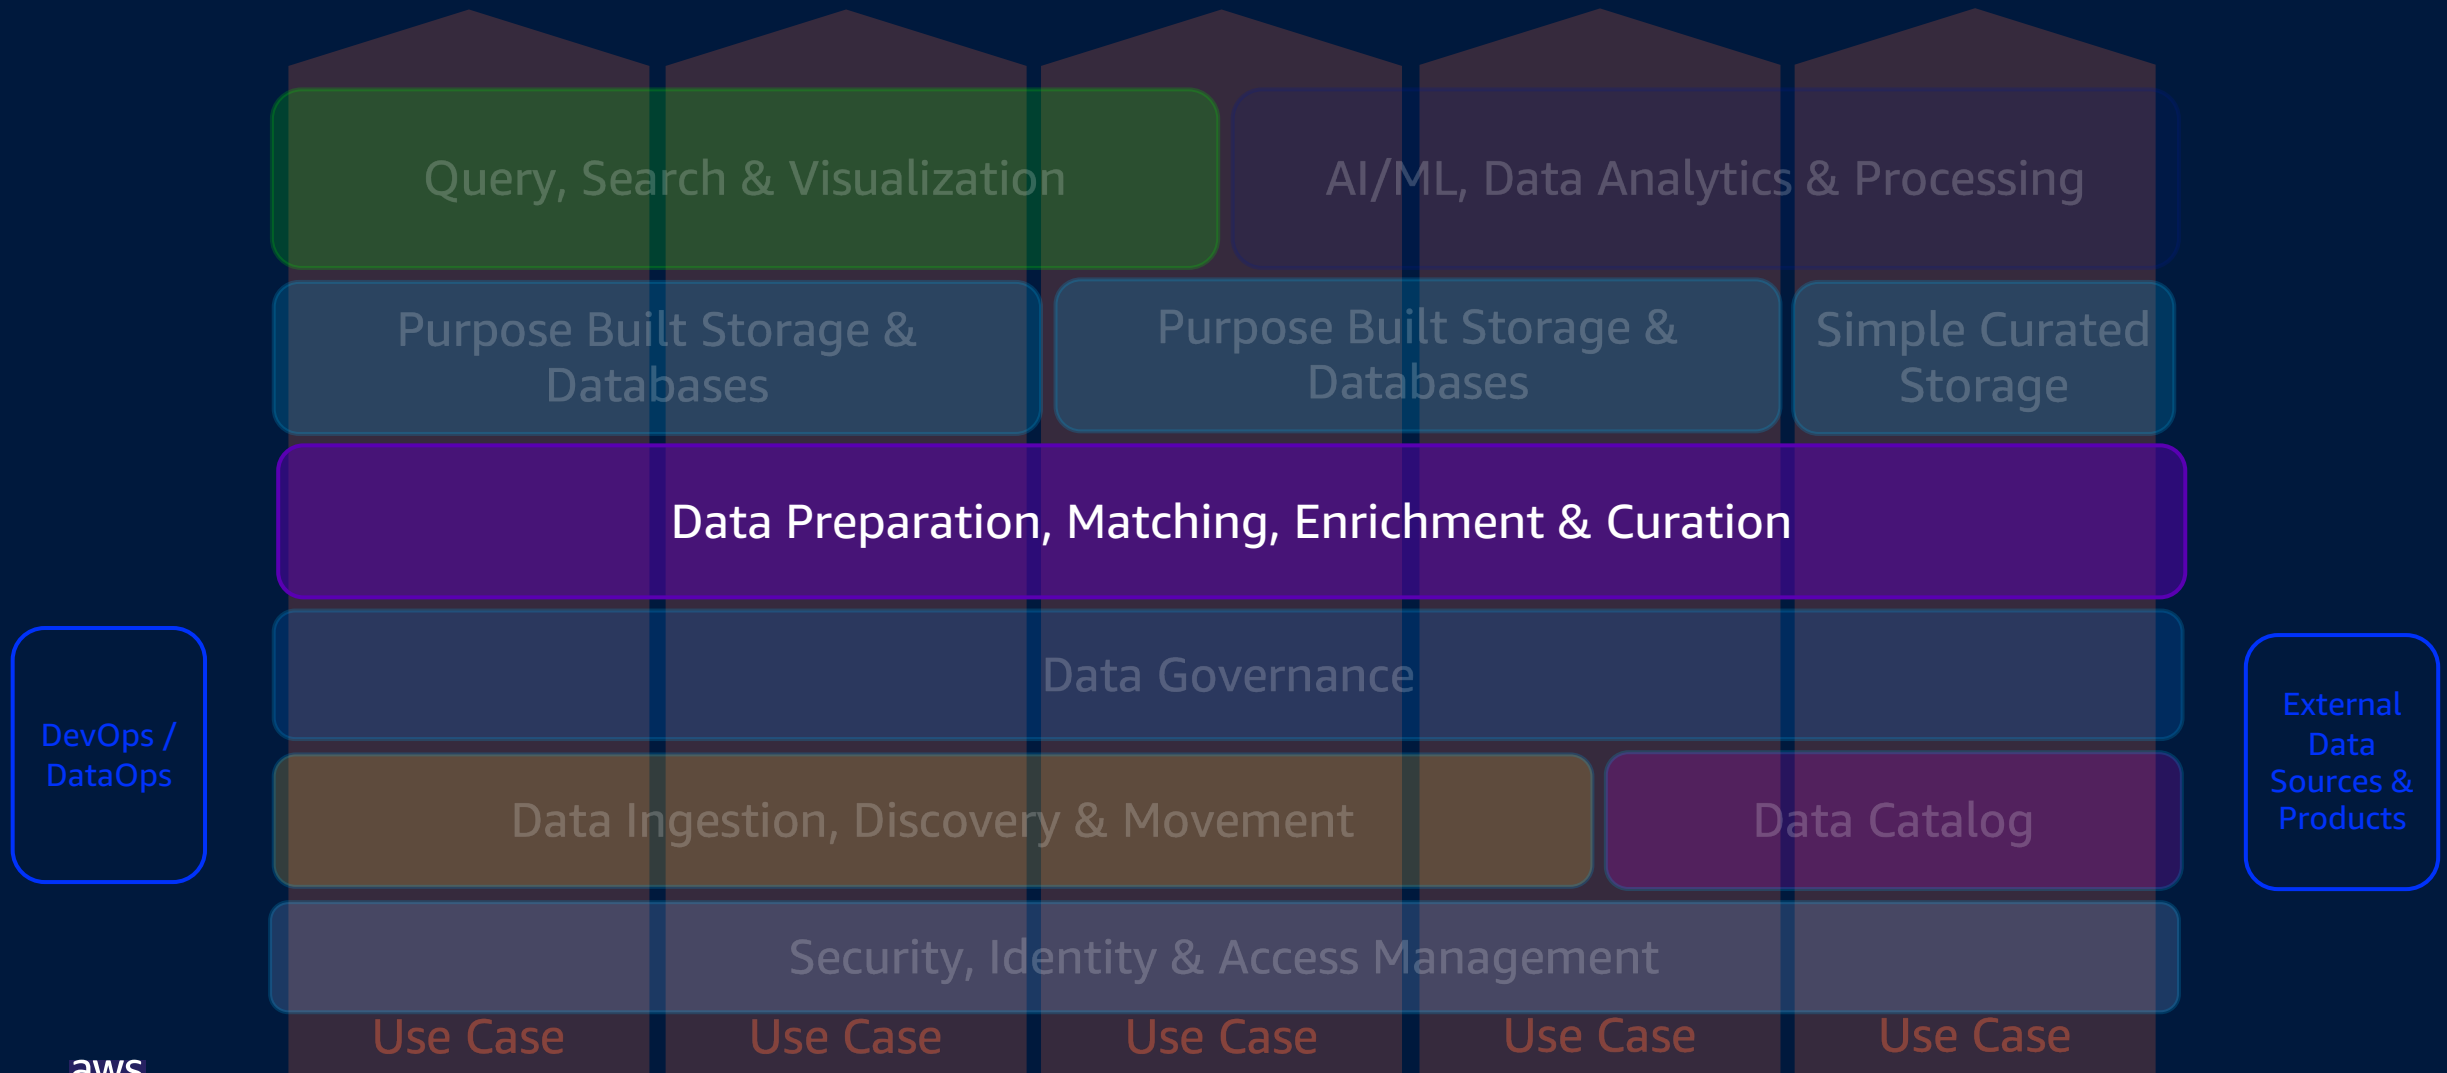 Query, Search & Visualization
AI/ML, Data Analytics & Processing
Purpose Built Storage &
Databases
Purpose Built Storage &
Databases
Simple Curated
Storage
Data Preparation, Matching, Enrichment & Curation
Data Governance
DevOps /
DataOps
External
Data
Sources &
Products
Data Ingestion, Discovery & Movement
Data Catalog
Security, Identity & Access Management
Use Case
Use Case
Use Case
Use Case
Use Case
aws